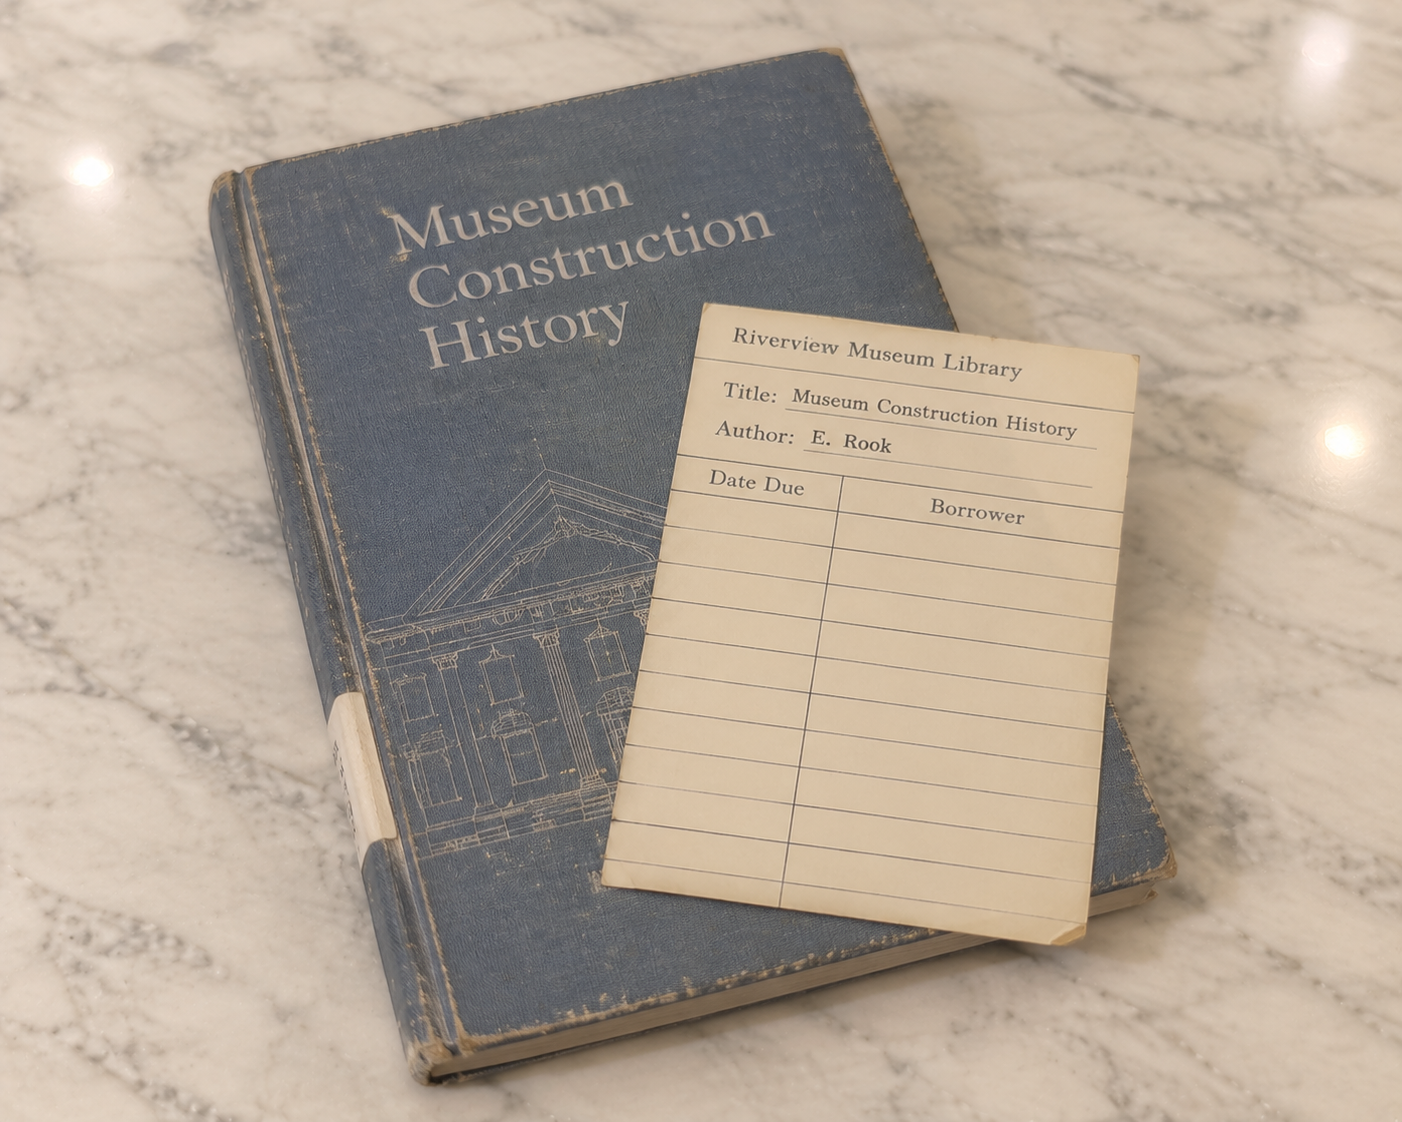 Museum
Construction
History
Riverview Museum Library
Title: Museum Construction History
Author: E. Rook
Date Due
Borrower